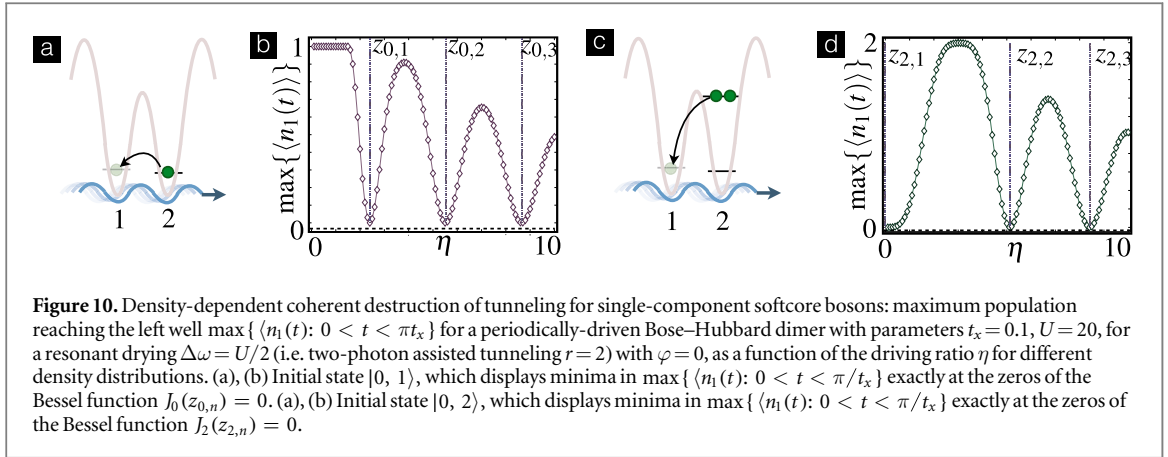 a
b
c
d
max{⟨n₁(t)⟩}
1
0
z₀,₁
z₀,₂
z₀,₃
0
η
10
1
2
max{⟨n₁(t)⟩}
2
0
z₂,₁
z₂,₂
z₂,₃
0
η
10
1
2
Figure 10. Density-dependent coherent destruction of tunneling for single-component softcore bosons: maximum population
reaching the left well max{⟨n₁(t): 0 < t < πtₓ} for a periodically-driven Bose–Hubbard dimer with parameters tₓ = 0.1, U = 20, for
a resonant drying Δω = U/2 (i.e. two-photon assisted tunneling r = 2) with φ = 0, as a function of the driving ratio η for different
density distributions. (a), (b) Initial state |0, 1⟩, which displays minima in max{⟨n₁(t): 0 < t < π/tₓ} exactly at the zeros of the
Bessel function J₀(z₀,ₙ) = 0. (a), (b) Initial state |0, 2⟩, which displays minima in max{⟨n₁(t): 0 < t < π/tₓ} exactly at the zeros of
the Bessel function J₂(z₂,ₙ) = 0.